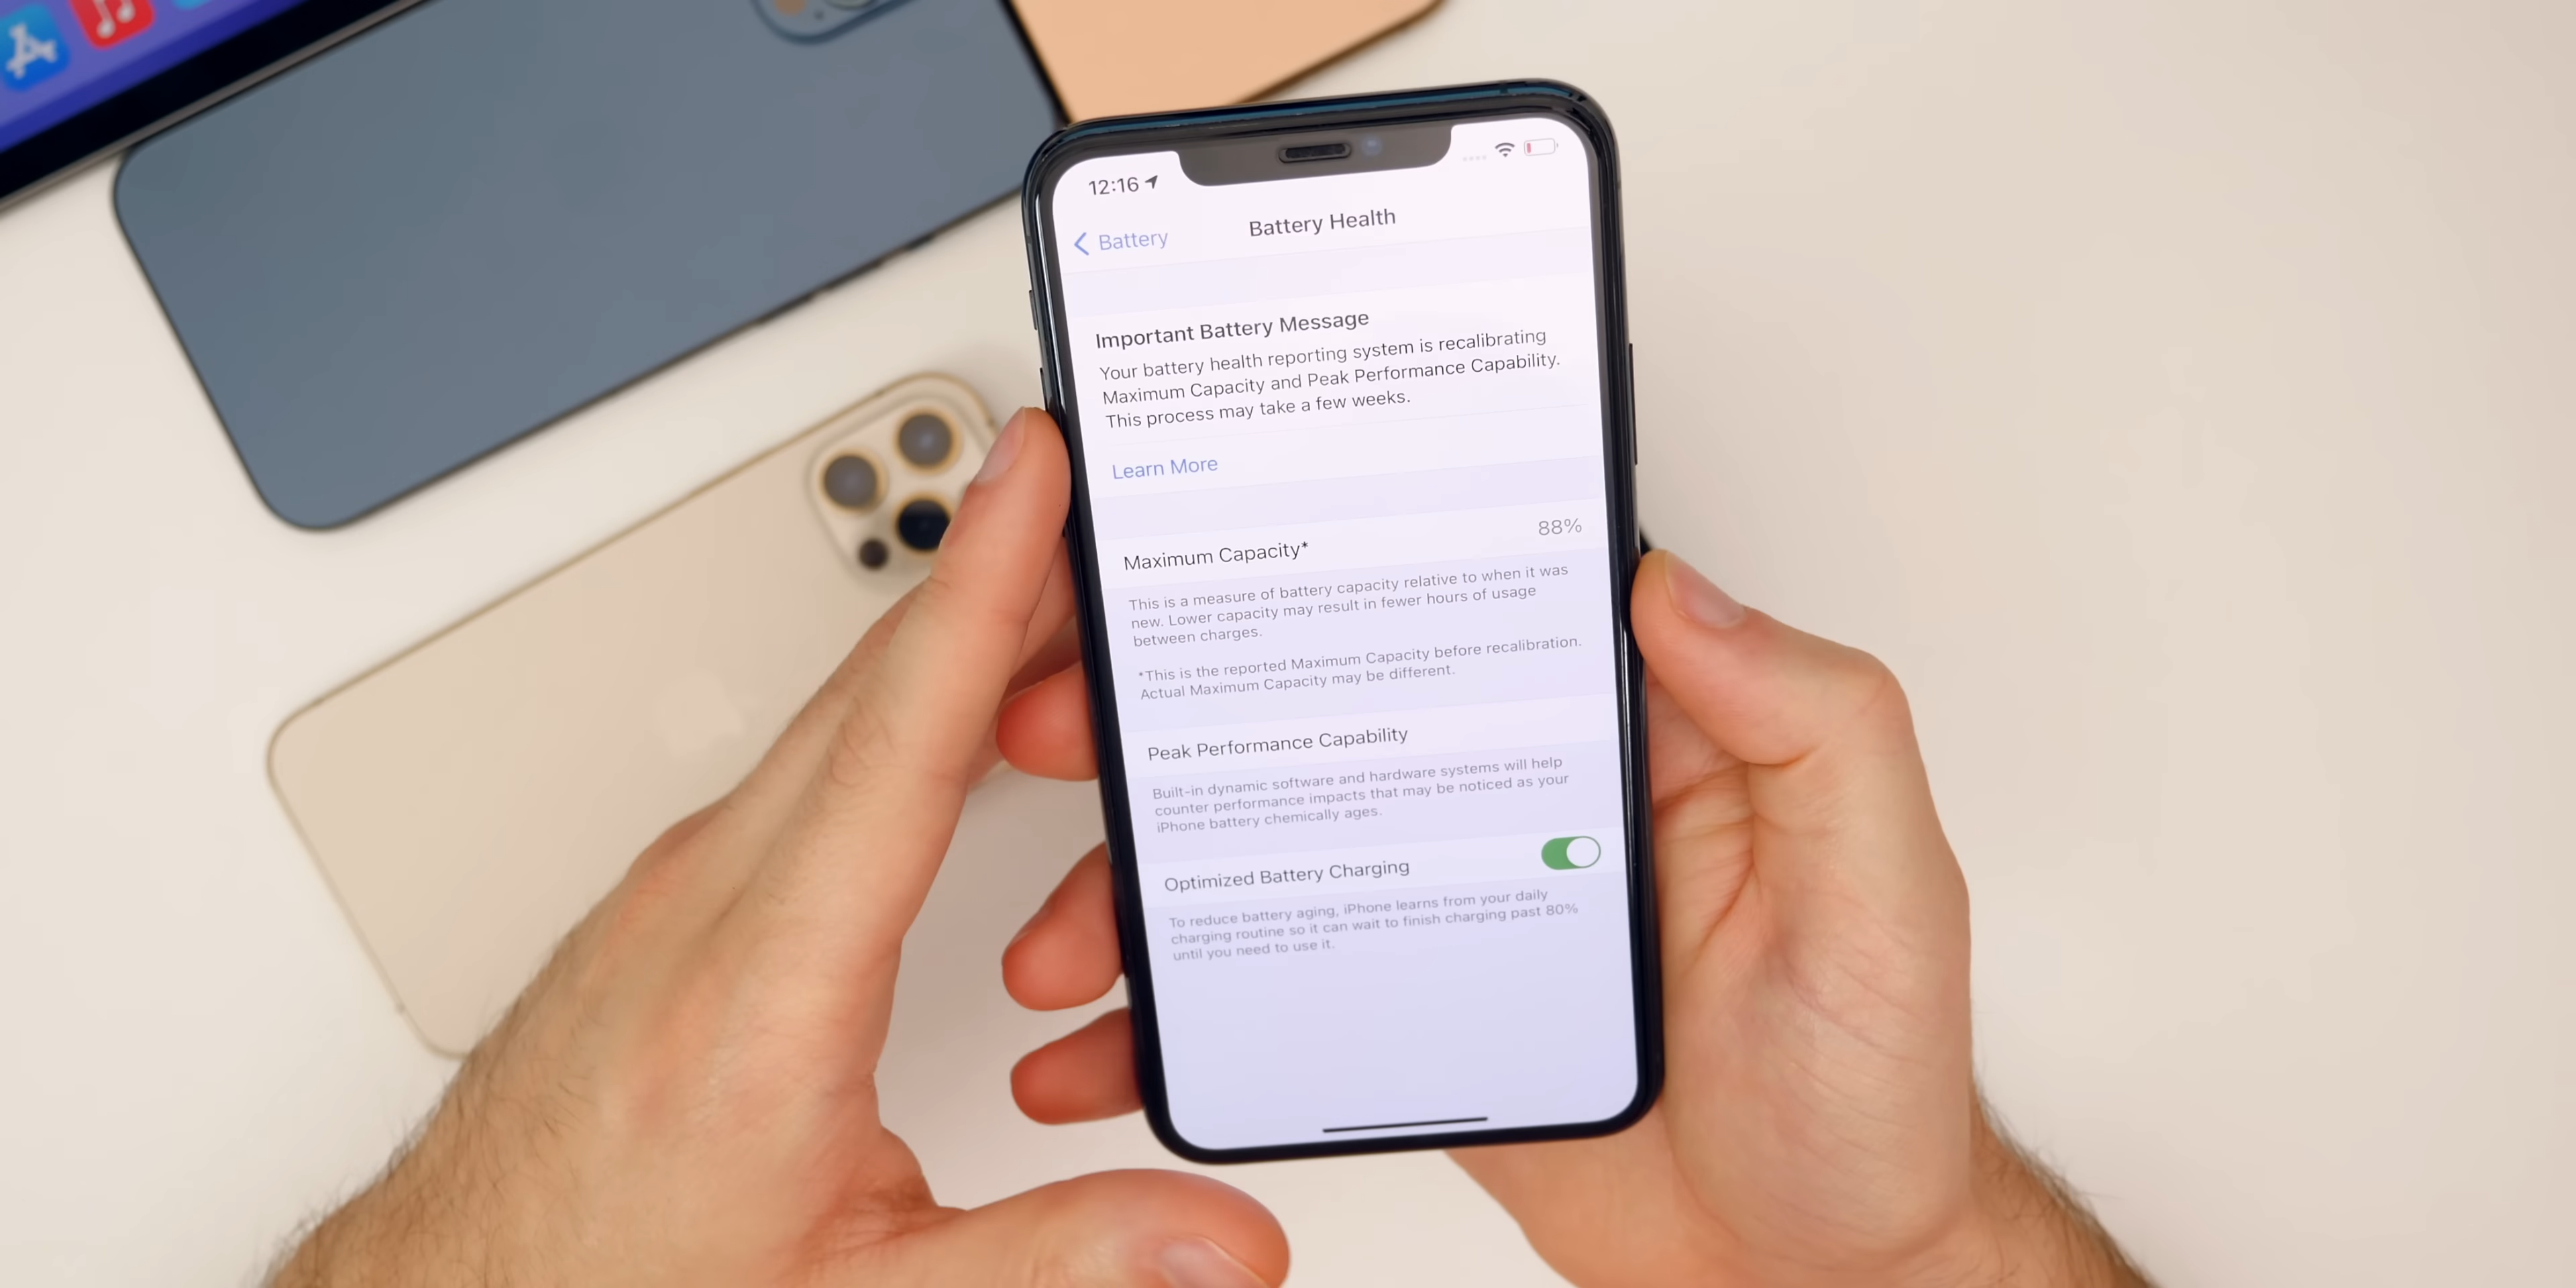 12:16
Battery
Battery Health
Important Battery Message
Your battery health reporting system is recalibrating
Maximum Capacity and Peak Performance Capability.
This process may take a few weeks.
Learn More
Maximum Capacity*
88%
This is a measure of battery capacity relative to when it was
new. Lower capacity may result in fewer hours of usage
between charges.
*This is the reported Maximum Capacity before recalibration.
Actual Maximum Capacity may be different.
Peak Performance Capability
Built-in dynamic software and hardware systems will help
counter performance impacts that may be noticed as your
iPhone battery chemically ages.
Optimized Battery Charging
To reduce battery aging, iPhone learns from your daily
charging routine so it can wait to finish charging past 80%
until you need to use it.